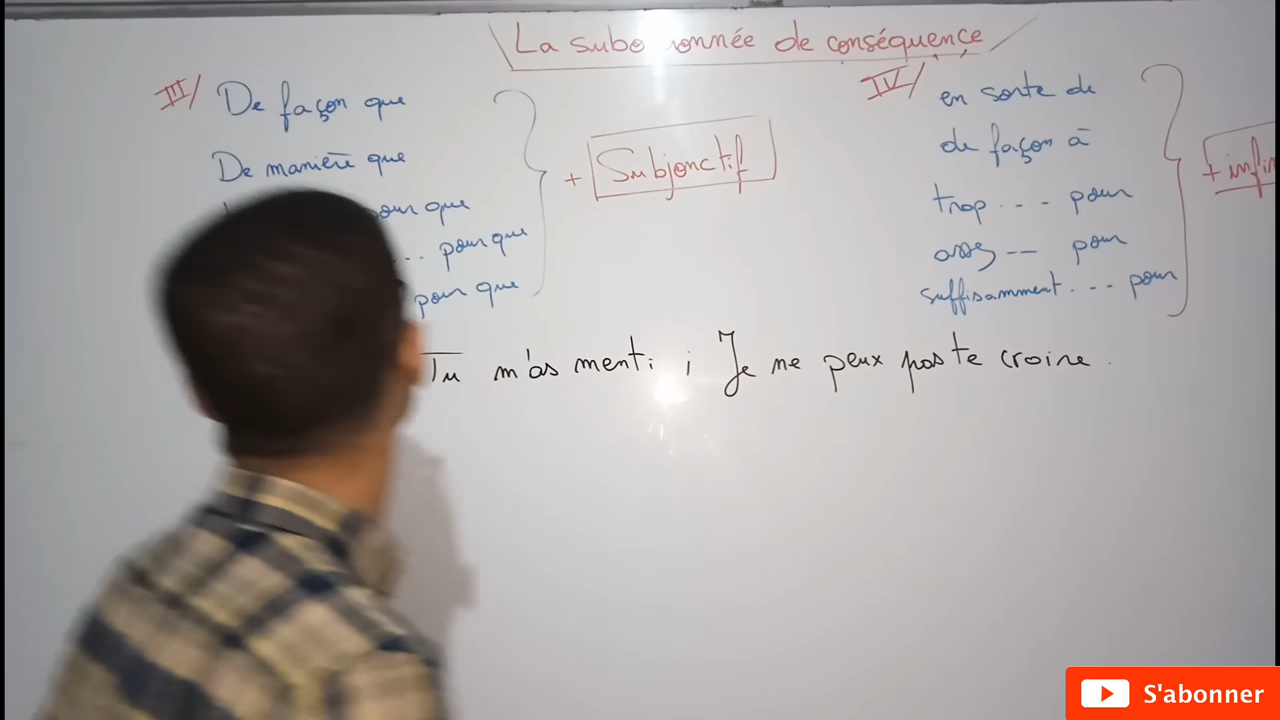 La subo onnée de conséquence
III/ De façon que
De manière que
pour que
... pour que
pour que
+ Subjonctif
IV/ en sorte de
de façon à
trop --- pour
assez -- pour
suffisamment --- pour
+ infin
Tu m'as menti ; Je ne peux pas te croire.
S'abonner